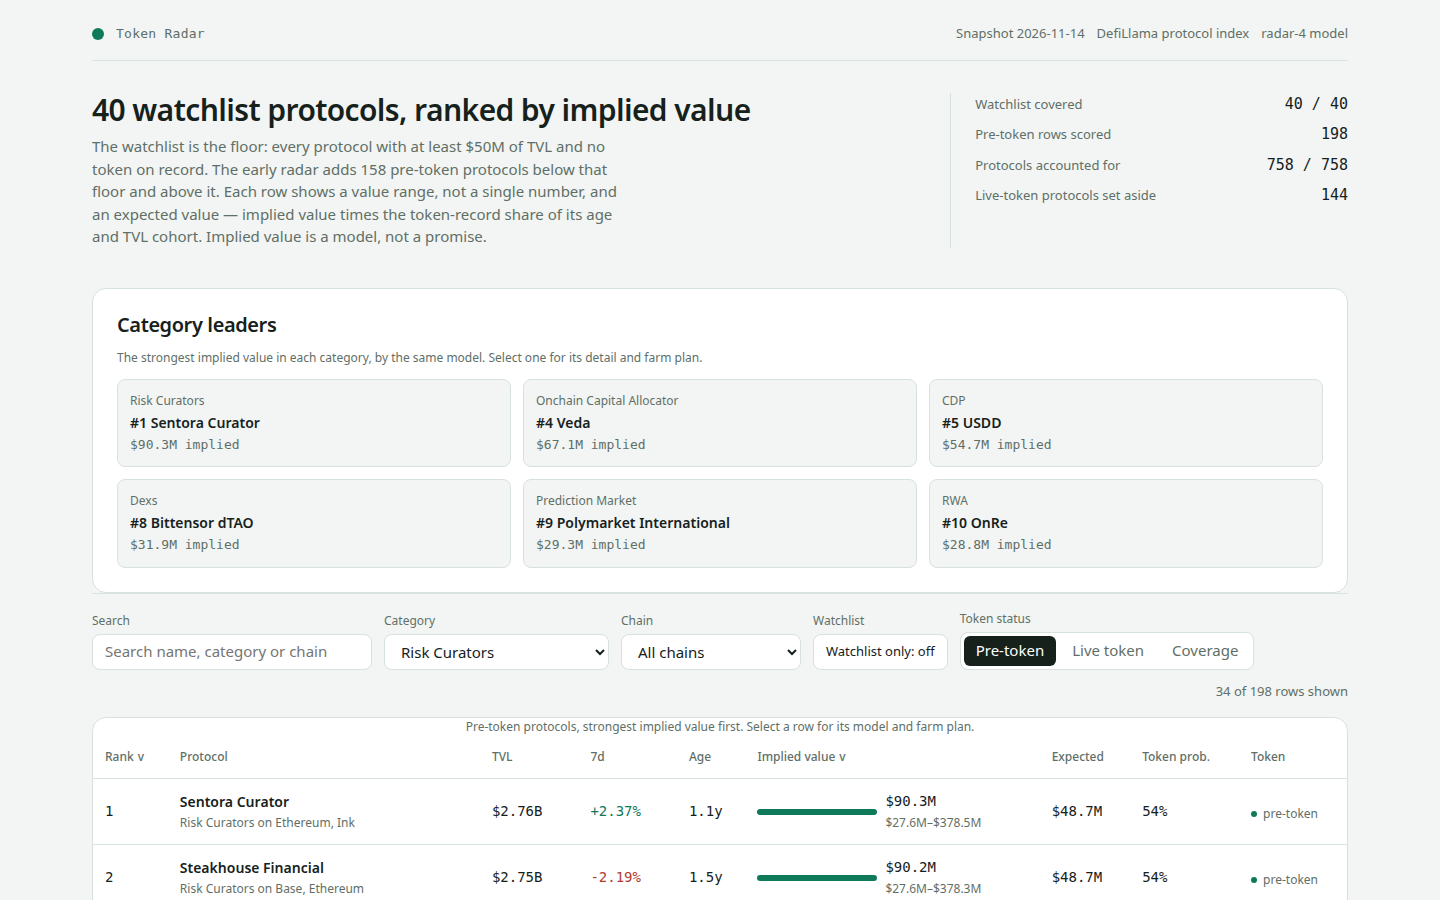 Token Radar
Snapshot 2026-11-14 DefiLlama protocol index radar-4 model
40 watchlist protocols, ranked by implied value
The watchlist is the floor: every protocol with at least $50M of TVL and no
token on record. The early radar adds 158 pre-token protocols below that
floor and above it. Each row shows a value range, not a single number, and
an expected value — implied value times the token-record share of its age
and TVL cohort. Implied value is a model, not a promise.
Watchlist covered 40 / 40
Pre-token rows scored 198
Protocols accounted for 758 / 758
Live-token protocols set aside 144
Category leaders
The strongest implied value in each category, by the same model. Select one for its detail and farm plan.
Risk Curators
#1 Sentora Curator
$90.3M implied
Onchain Capital Allocator
#4 Veda
$67.1M implied
CDP
#5 USDD
$54.7M implied
Dexs
#8 Bittensor dTAO
$31.9M implied
Prediction Market
#9 Polymarket International
$29.3M implied
RWA
#10 OnRe
$28.8M implied
Search
Search name, category or chain
Category
Risk Curators
Chain
All chains
Watchlist
Watchlist only: off
Token status
Pre-token Live token Coverage
34 of 198 rows shown
Pre-token protocols, strongest implied value first. Select a row for its model and farm plan.
Rank v Protocol TVL 7d Age Implied value v Expected Token prob. Token
1 Sentora Curator $2.76B +2.37% 1.1y $90.3M $48.7M 54% pre-token
Risk Curators on Ethereum, Ink $27.6M–$378.5M
2 Steakhouse Financial $2.75B -2.19% 1.5y $90.2M $48.7M 54% pre-token
Risk Curators on Base, Ethereum $27.6M–$378.3M